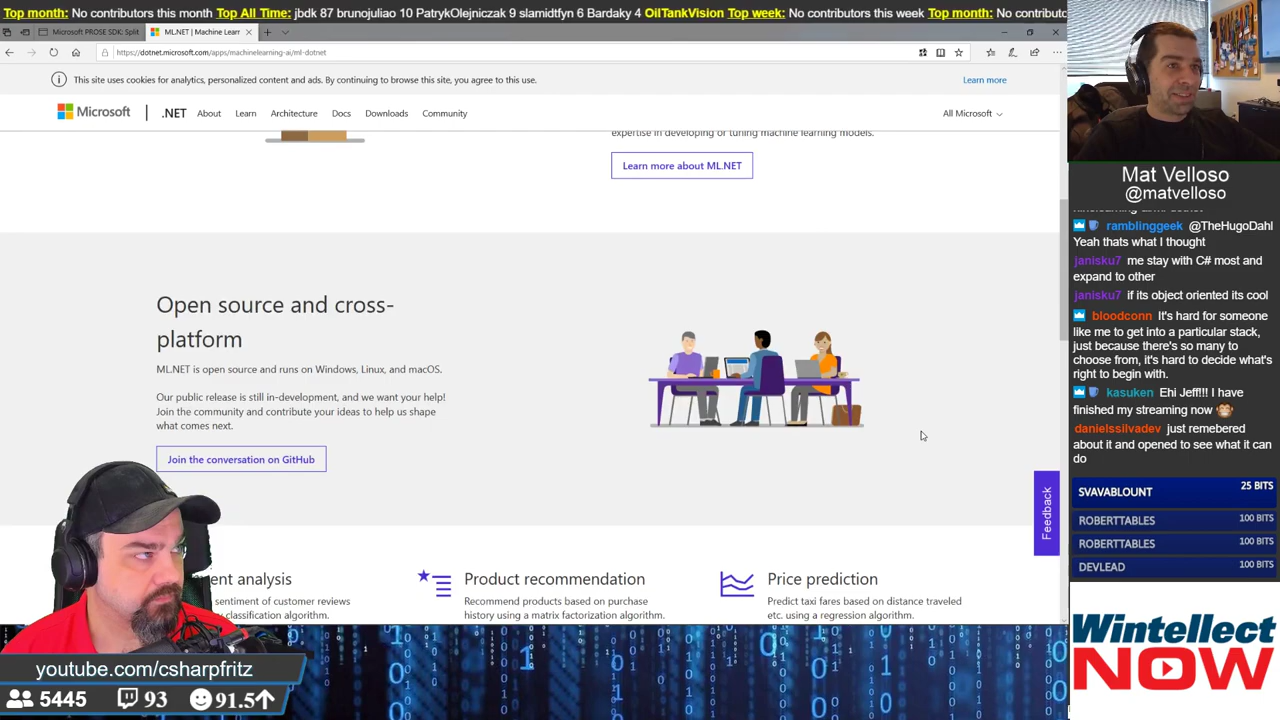 Top month: No contributors this month Top All Time: jbdk 87 brunojuliao 10 PatrykOlejniczak 9 slamidtfyn 6 Bardaky 4 OilTankVision Top week: No contributors this week Top month: No contributo
Microsoft PROSE SDK: Split
ML.NET | Machine Learn
https://dotnet.microsoft.com/apps/machinelearning-ai/ml-dotnet
This site uses cookies for analytics, personalized content and ads. By continuing to browse this site, you agree to this use.
Learn more
Microsoft
.NET About Learn Architecture Docs Downloads Community
All Microsoft
expertise in developing or tuning machine learning models.
Learn more about ML.NET
Open source and cross-
platform
ML.NET is open source and runs on Windows, Linux, and macOS.
Our public release is still in-development, and we want your help!
Join the community and contribute your ideas to help us shape
what comes next.
Join the conversation on GitHub
Feedback
analysis
sentiment of customer reviews
classification algorithm.
Product recommendation
Recommend products based on purchase
history using a matrix factorization algorithm.
Price prediction
Predict taxi fares based on distance traveled
etc. using a regression algorithm.
Mat Velloso
@matvelloso
ramblinggeek @TheHugoDahl
Yeah thats what I thought
janisku7 me stay with C# most and
expand to other
janisku7 if its object oriented its cool
bloodconn It's hard for someone
like me to get into a particular stack,
just because there's so many to
choose from, it's hard to decide what's
right to begin with.
kasuken Ehi Jeff!!! I have
finished my streaming now
danielssilvadev just remebered
about it and opened to see what it can
do
SVAVABLOUNT 25 BITS
ROBERTTABLES 100 BITS
ROBERTTABLES 100 BITS
DEVLEAD 100 BITS
Wintellect
NOW
youtube.com/csharpfritz
5445 93 91.5